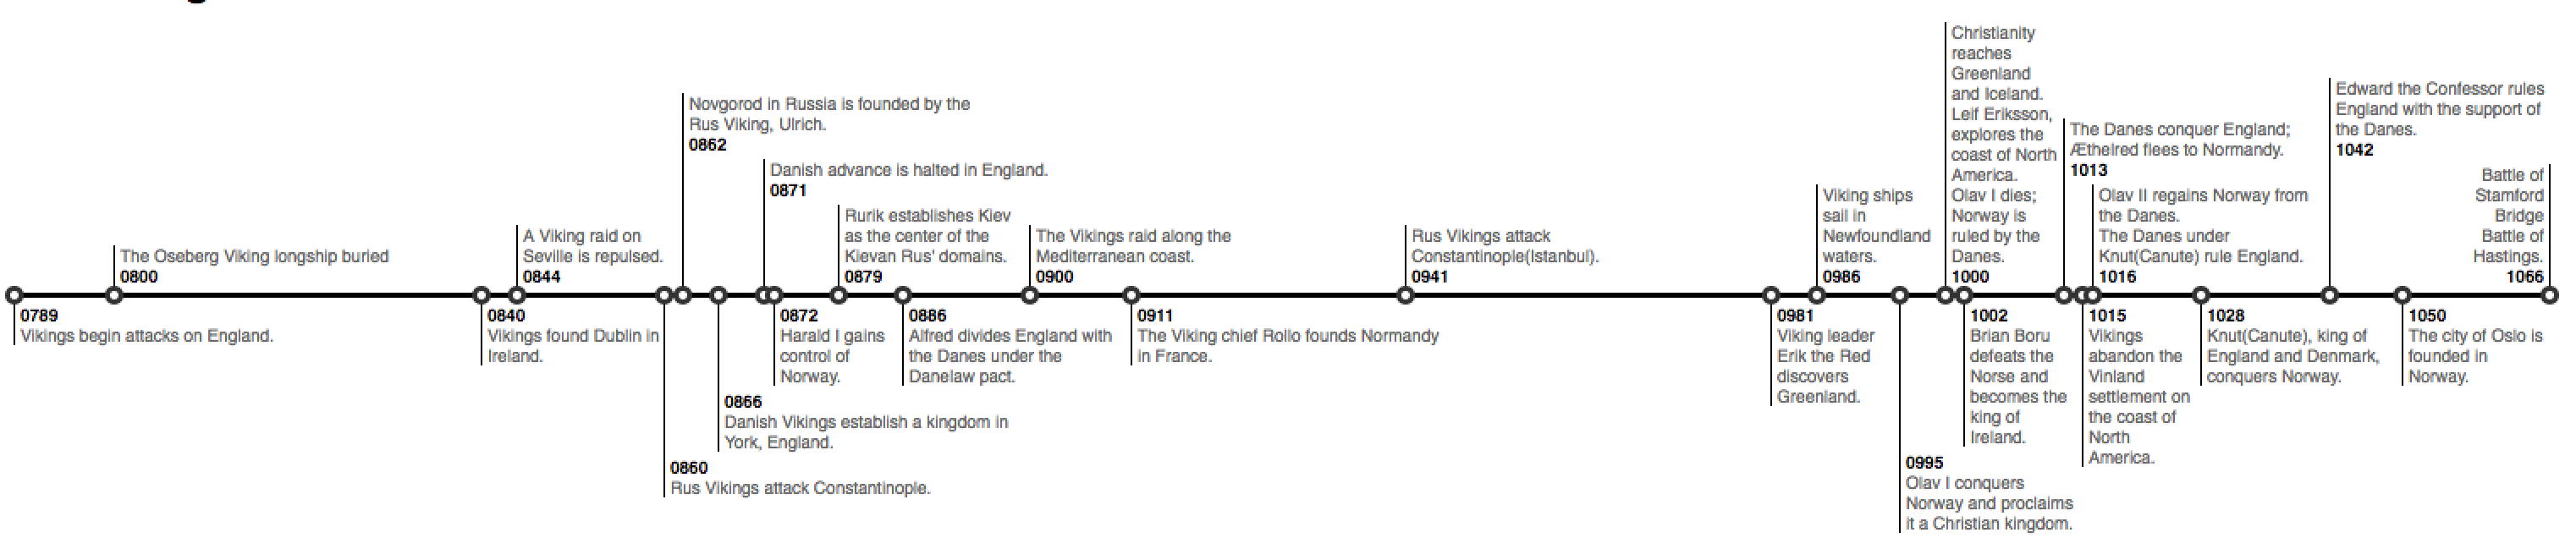 Christianity
reaches
Greenland
and Iceland.
Leif Eriksson,
explores the
coast of North
America.
Olav I dies;
Norway is
ruled by the
Danes.
1000
Edward the Confessor rules
England with the support of
the Danes.
1042
Novgorod in Russia is founded by the
Rus Viking, Ulrich.
0862
The Danes conquer England;
Æthelred flees to Normandy.
1013
Danish advance is halted in England.
0871
Battle of
Stamford
Bridge
Battle of
Hastings.
1066
Viking ships
sail in
Newfoundland
waters.
0986
Olav II regains Norway from
the Danes.
The Danes under
Knut(Canute) rule England.
1016
Rurik establishes Kiev
as the center of the
Kievan Rus' domains.
0879
A Viking raid on
Seville is repulsed.
0844
The Vikings raid along the
Mediterranean coast.
0900
Rus Vikings attack
Constantinople(Istanbul).
0941
The Oseberg Viking longship buried
0800
0789
Vikings begin attacks on England.
0840
Vikings found Dublin in
Ireland.
0872
Harald I gains
control of
Norway.
0886
Alfred divides England with
the Danes under the
Danelaw pact.
0911
The Viking chief Rollo founds Normandy
in France.
0981
Viking leader
Erik the Red
discovers
Greenland.
1002
Brian Boru
defeats the
Norse and
becomes the
king of
Ireland.
1015
Vikings
abandon the
Vinland
settlement on
the coast of
North
America.
1028
Knut(Canute), king of
England and Denmark,
conquers Norway.
1050
The city of Oslo is
founded in
Norway.
0866
Danish Vikings establish a kingdom in
York, England.
0860
Rus Vikings attack Constantinople.
0995
Olav I conquers
Norway and proclaims
it a Christian kingdom.